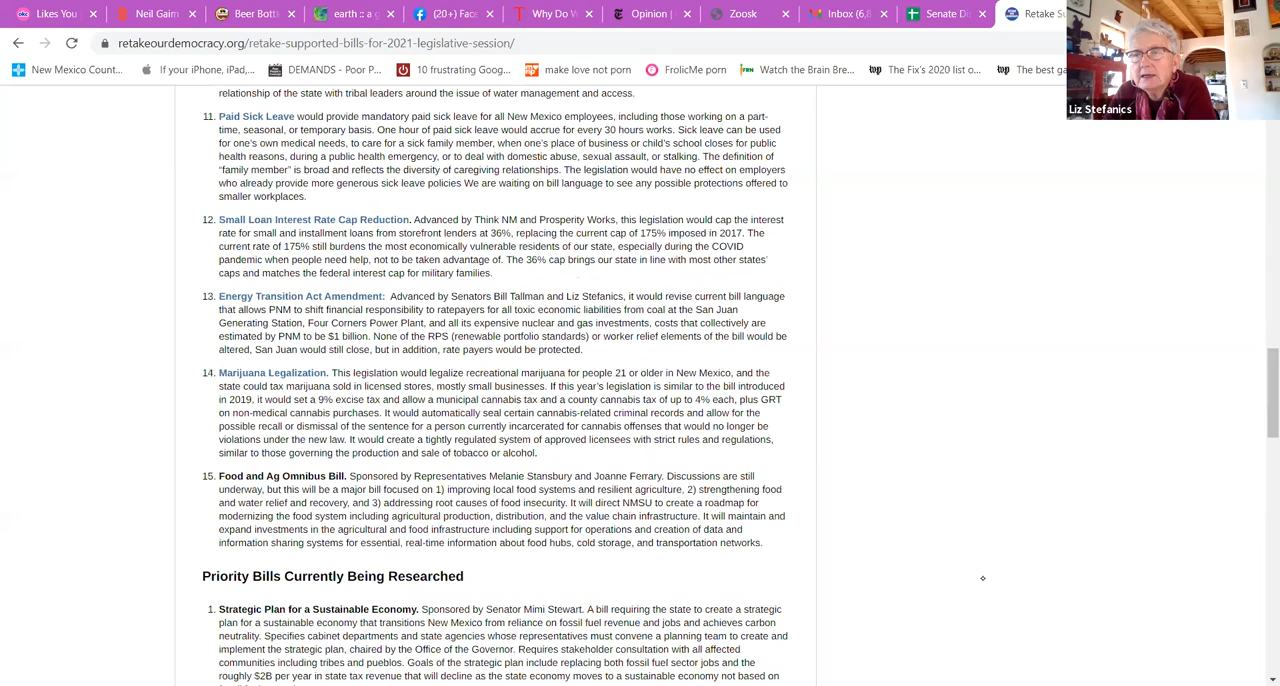 Likes You
Neil Gaim
Beer Bott
earth :: a g
(20+) Fac
Why Do W
Opinion |
Zoosk
Inbox (6,8
Senate Di
Retake Su
retakeourdemocracy.org/retake-supported-bills-for-2021-legislative-session/
New Mexico Count...
If your iPhone, iPad,...
DEMANDS - Poor P...
10 frustrating Goog...
make love not porn
FrolicMe porn
Watch the Brain Bre...
The Fix's 2020 list o...
The best ga
Liz Stefanics
relationship of the state with tribal leaders around the issue of water management and access.
11. Paid Sick Leave would provide mandatory paid sick leave for all New Mexico employees, including those working on a part-
time, seasonal, or temporary basis. One hour of paid sick leave would accrue for every 30 hours works. Sick leave can be used
for one's own medical needs, to care for a sick family member, when one's place of business or child's school closes for public
health reasons, during a public health emergency, or to deal with domestic abuse, sexual assault, or stalking. The definition of
"family member" is broad and reflects the diversity of caregiving relationships. The legislation would have no effect on employers
who already provide more generous sick leave policies We are waiting on bill language to see any possible protections offered to
smaller workplaces.
12. Small Loan Interest Rate Cap Reduction. Advanced by Think NM and Prosperity Works, this legislation would cap the interest
rate for small and installment loans from storefront lenders at 36%, replacing the current cap of 175% imposed in 2017. The
current rate of 175% still burdens the most economically vulnerable residents of our state, especially during the COVID
pandemic when people need help, not to be taken advantage of. The 36% cap brings our state in line with most other states'
caps and matches the federal interest cap for military families.
13. Energy Transition Act Amendment: Advanced by Senators Bill Tallman and Liz Stefanics, it would revise current bill language
that allows PNM to shift financial responsibility to ratepayers for all toxic economic liabilities from coal at the San Juan
Generating Station, Four Corners Power Plant, and all its expensive nuclear and gas investments, costs that collectively are
estimated by PNM to be $1 billion. None of the RPS (renewable portfolio standards) or worker relief elements of the bill would be
altered, San Juan would still close, but in addition, rate payers would be protected.
14. Marijuana Legalization. This legislation would legalize recreational marijuana for people 21 or older in New Mexico, and the
state could tax marijuana sold in licensed stores, mostly small businesses. If this year's legislation is similar to the bill introduced
in 2019, it would set a 9% excise tax and allow a municipal cannabis tax and a county cannabis tax of up to 4% each, plus GRT
on non-medical cannabis purchases. It would automatically seal certain cannabis-related criminal records and allow for the
possible recall or dismissal of the sentence for a person currently incarcerated for cannabis offenses that would no longer be
violations under the new law. It would create a tightly regulated system of approved licensees with strict rules and regulations,
similar to those governing the production and sale of tobacco or alcohol.
15. Food and Ag Omnibus Bill. Sponsored by Representatives Melanie Stansbury and Joanne Ferrary. Discussions are still
underway, but this will be a major bill focused on 1) improving local food systems and resilient agriculture, 2) strengthening food
and water relief and recovery, and 3) addressing root causes of food insecurity. It will direct NMSU to create a roadmap for
modernizing the food system including agricultural production, distribution, and the value chain infrastructure. It will maintain and
expand investments in the agricultural and food infrastructure including support for operations and creation of data and
information sharing systems for essential, real-time information about food hubs, cold storage, and transportation networks.
Priority Bills Currently Being Researched
1. Strategic Plan for a Sustainable Economy. Sponsored by Senator Mimi Stewart. A bill requiring the state to create a strategic
plan for a sustainable economy that transitions New Mexico from reliance on fossil fuel revenue and jobs and achieves carbon
neutrality. Specifies cabinet departments and state agencies whose representatives must convene a planning team to create and
implement the strategic plan, chaired by the Office of the Governor. Requires stakeholder consultation with all affected
communities including tribes and pueblos. Goals of the strategic plan include replacing both fossil fuel sector jobs and the
roughly $2B per year in state tax revenue that will decline as the state economy moves to a sustainable economy not based on